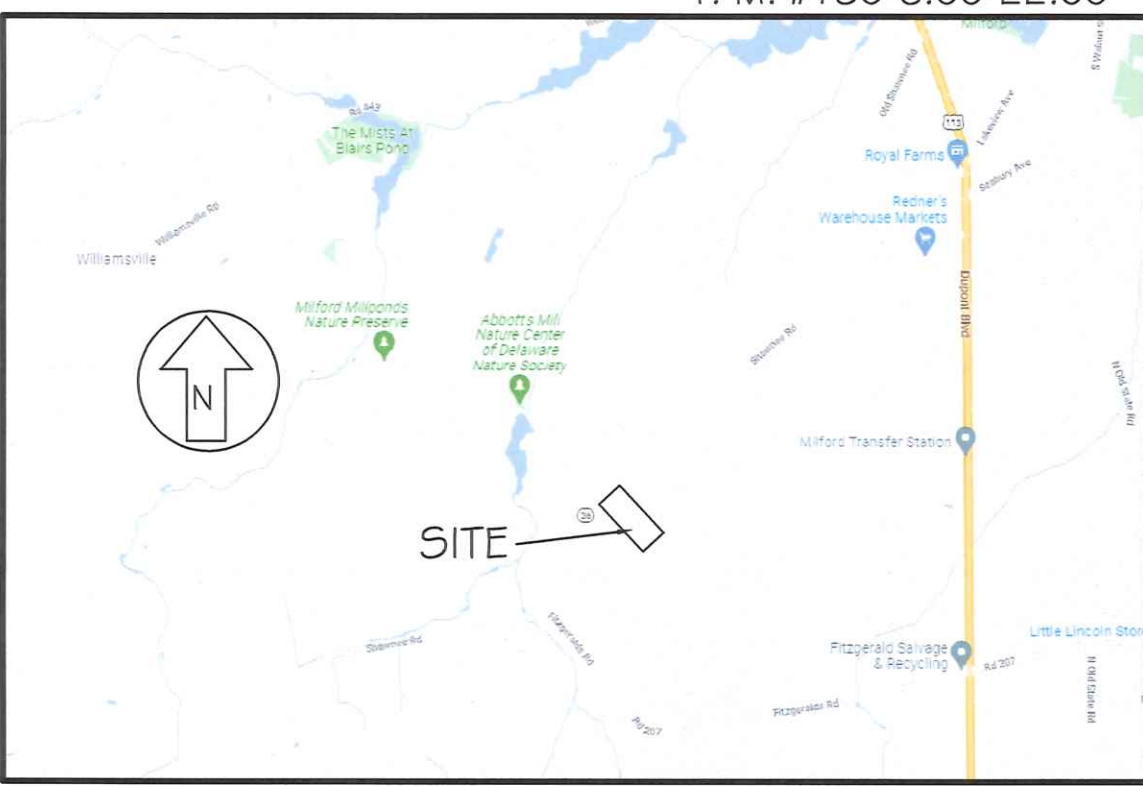 Milford
S Walnut S
Old Shawnee Rd
Rd 443
The Mists At
Blairs Pond
113
Lakeview Ave
Royal Farms
Seabury Ave
Redner's
Warehouse Markets
Williamsville Rd
Williamsville
Dupont Blvd
Milford Millponds
Nature Preserve
Abbott's Mill
Nature Center
of Delaware
Nature Society
Shawnee Rd
N
N Old State Rd
Milford Transfer Station
36
SITE
Shawnee Rd
Fitzgeralds Rd
Little Lincoln Stor
Fitzgerald Salvage
& Recycling
Rd 207
N Old State Rd
Fitzgeralds Rd
Rd 207